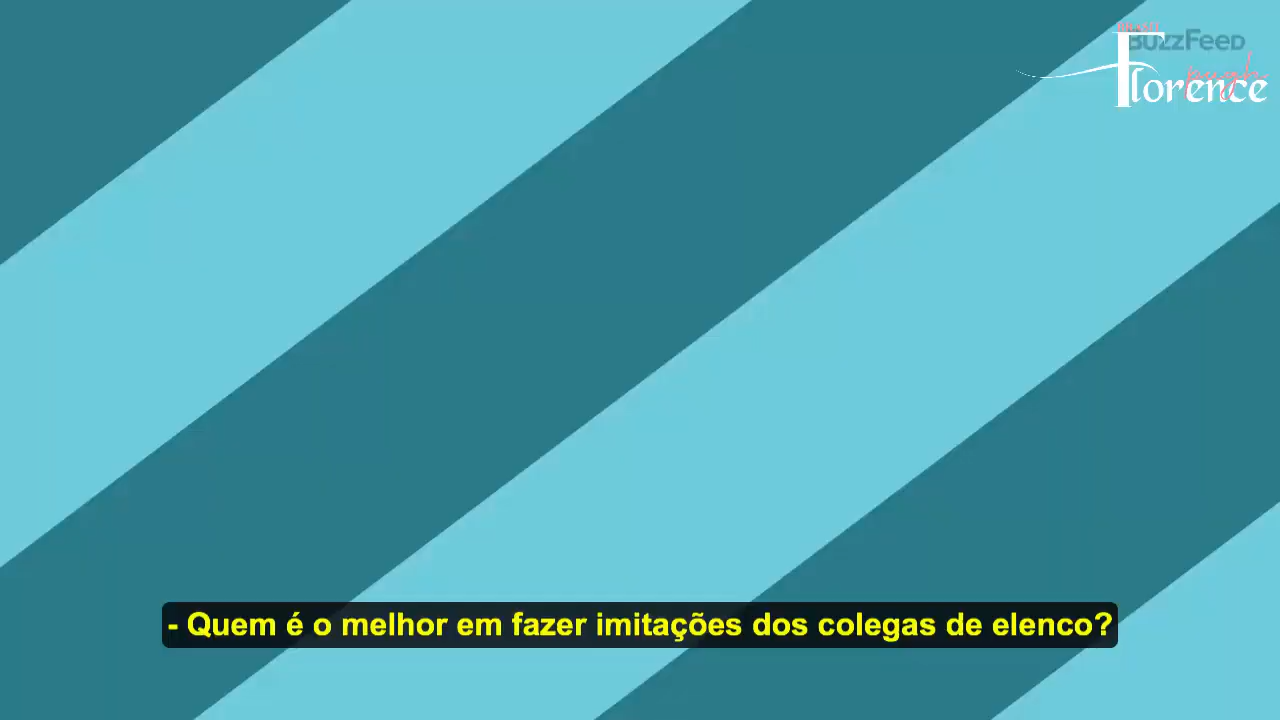 BuzzFeed
Florence
- Quem é o melhor em fazer imitações dos colegas de elenco?